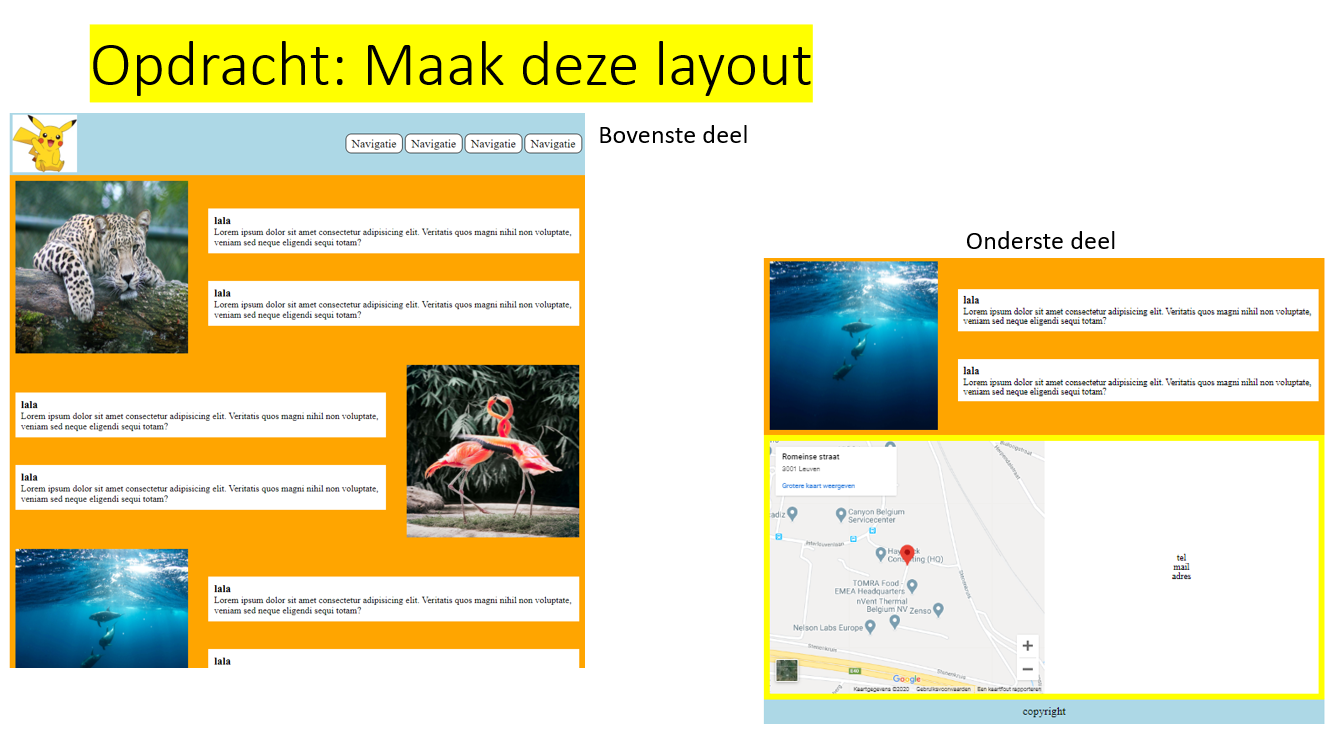 Opdracht: Maak deze layout
Bovenste deel
Navigatie Navigatie Navigatie Navigatie
lala
Lorem ipsum dolor sit amet consectetur adipisicing elit. Veritatis quos magni nihil non voluptate,
veniam sed neque eligendi sequi totam?
lala
Lorem ipsum dolor sit amet consectetur adipisicing elit. Veritatis quos magni nihil non voluptate,
veniam sed neque eligendi sequi totam?
lala
Lorem ipsum dolor sit amet consectetur adipisicing elit. Veritatis quos magni nihil non voluptate,
veniam sed neque eligendi sequi totam?
lala
Lorem ipsum dolor sit amet consectetur adipisicing elit. Veritatis quos magni nihil non voluptate,
veniam sed neque eligendi sequi totam?
lala
Lorem ipsum dolor sit amet consectetur adipisicing elit. Veritatis quos magni nihil non voluptate,
veniam sed neque eligendi sequi totam?
lala
Onderste deel
lala
Lorem ipsum dolor sit amet consectetur adipisicing elit. Veritatis quos magni nihil non voluptate,
veniam sed neque eligendi sequi totam?
lala
Lorem ipsum dolor sit amet consectetur adipisicing elit. Veritatis quos magni nihil non voluptate,
veniam sed neque eligendi sequi totam?
Romeinse straat
3001 Leuven
Grotere kaart weergeven
adiz
Canyon Belgium
Servicecenter
(HQ)
TOMRA Food -
EMEA Headquarters
nVent Thermal
Belgium NV
Zenso
Nelson Labs Europe
E40
Google
Kaartgegevens ©2020 Gebruiksvoorwaarden Een kaartfout rapporteren
tel
mail
adres
copyright